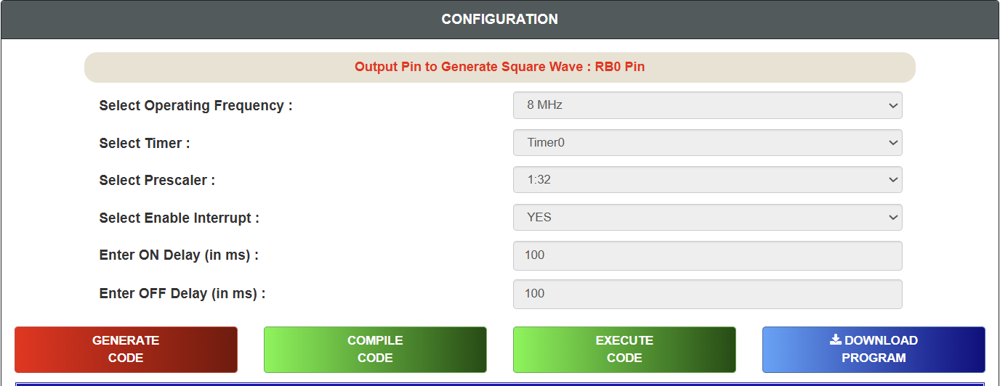 CONFIGURATION
Output Pin to Generate Square Wave : RB0 Pin
Select Operating Frequency : 8 MHz
Select Timer : Timer0
Select Prescaler : 1:32
Select Enable Interrupt : YES
Enter ON Delay (in ms) : 100
Enter OFF Delay (in ms) : 100
GENERATE
CODE
COMPILE
CODE
EXECUTE
CODE
DOWNLOAD
PROGRAM